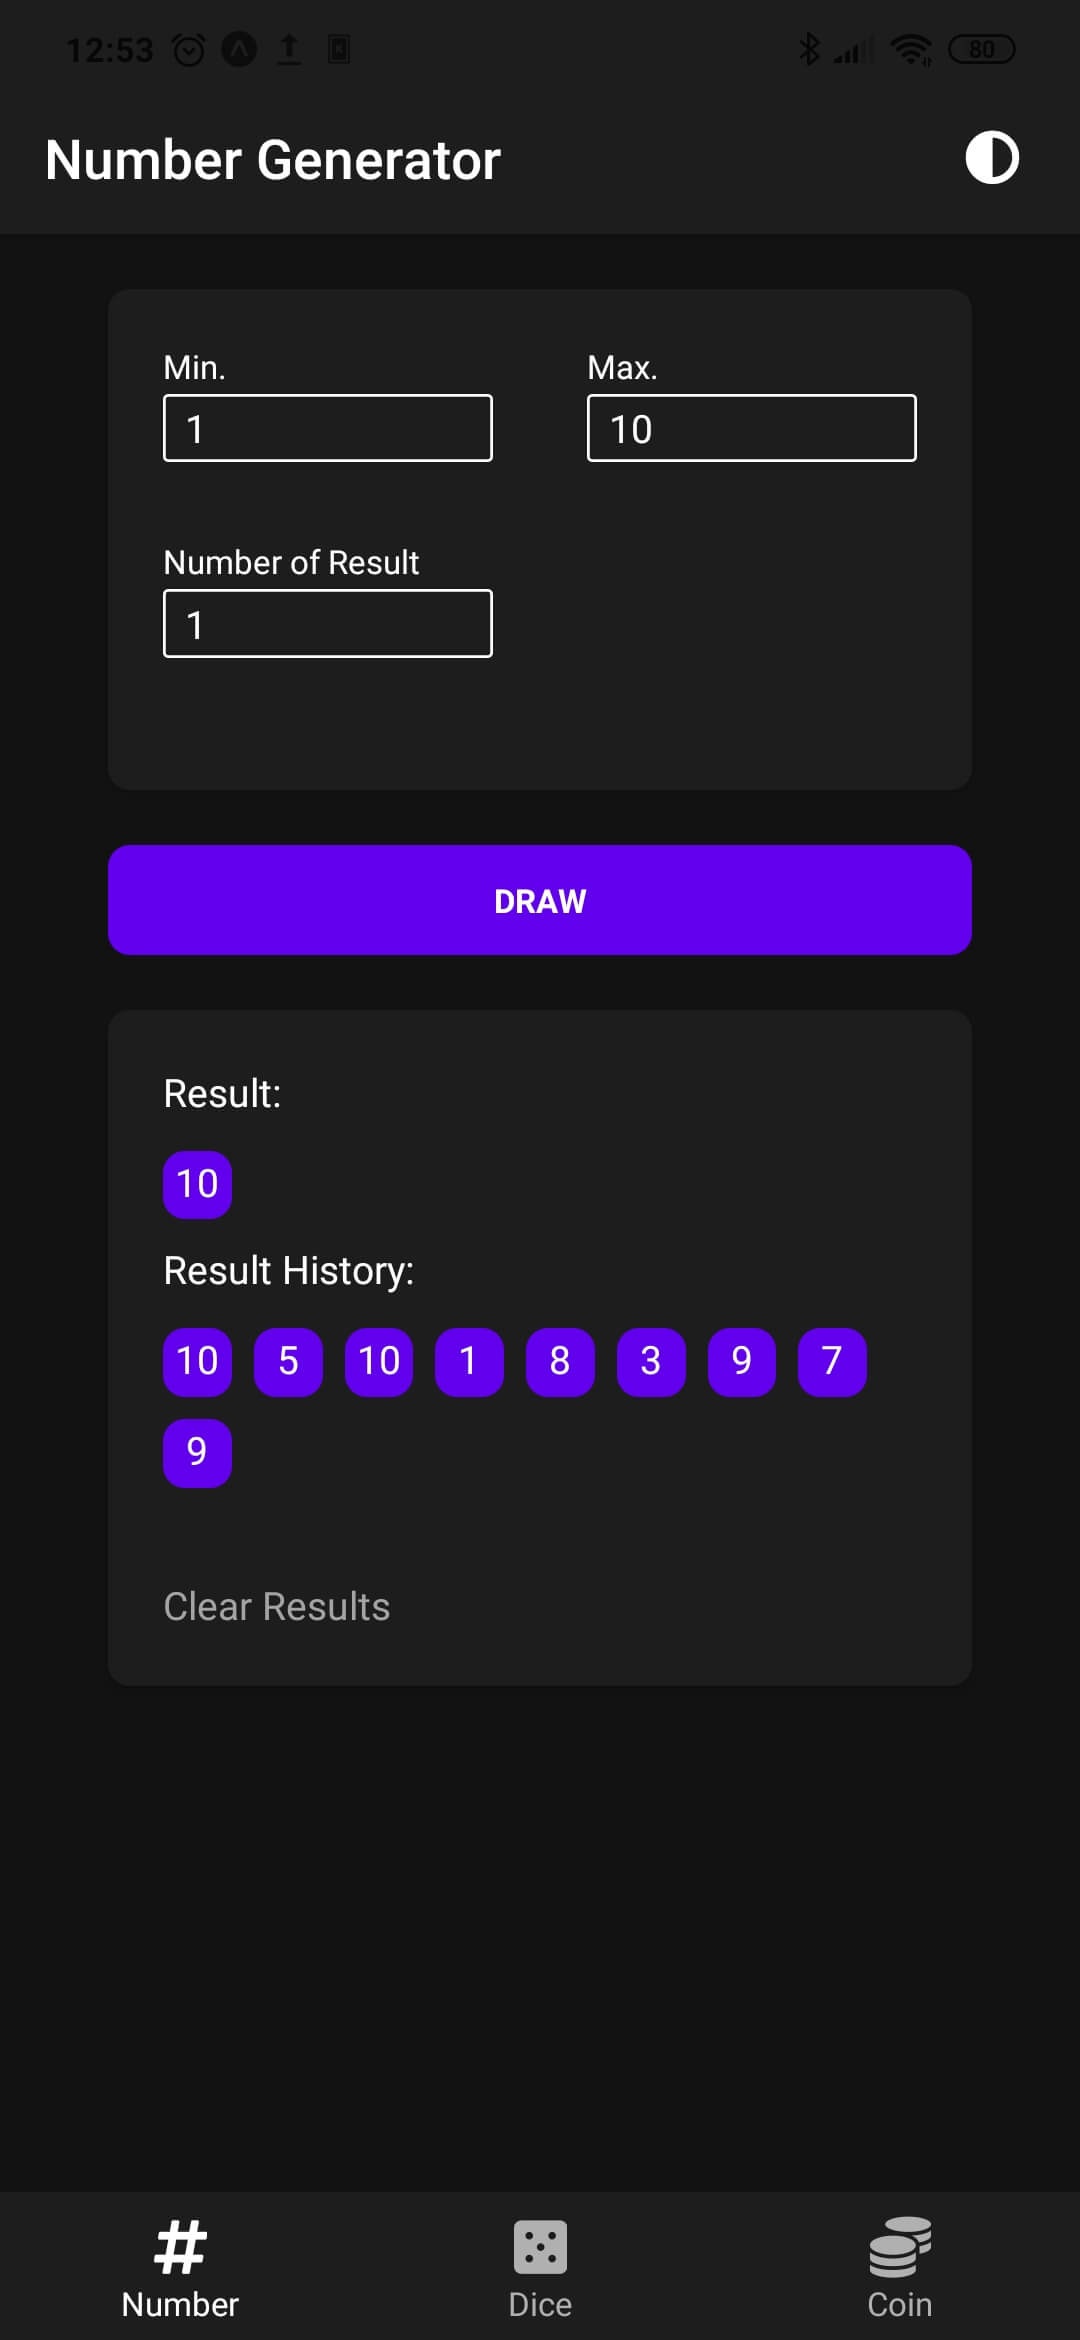 12:53 80
Number Generator
Min. Max.
1 10
Number of Result
1
DRAW
Result:
10
Result History:
10 5 10 1 8 3 9 7
9
Clear Results
Number Dice Coin